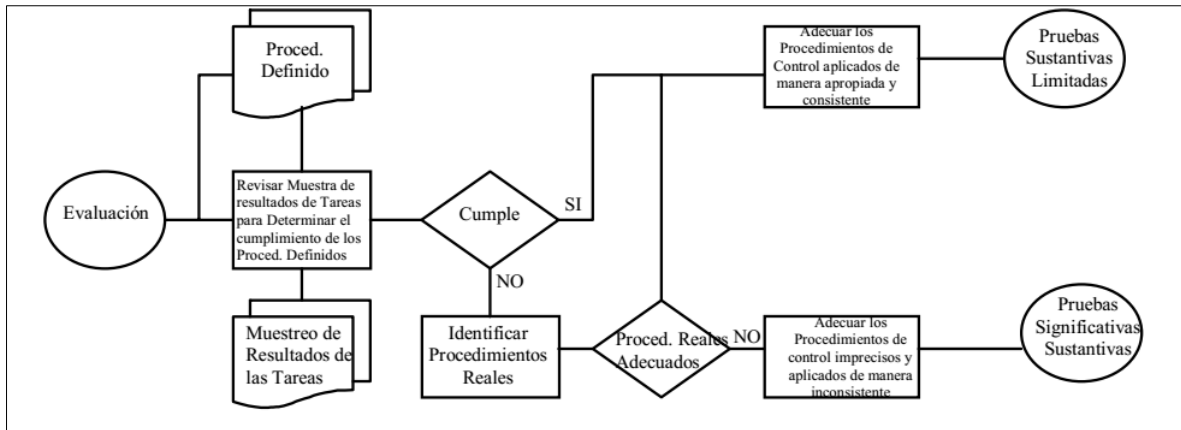 Proced.
Definido
Adecuar los
Procedimientos de
Control aplicados de
manera apropiada y
consistente
Pruebas
Sustantivas
Limitadas
Evaluación
Revisar Muestra de
resultados de Tareas
para Determinar el
cumplimiento de los
Proced. Definidos
Cumple
SI
NO
Muestreo de
Resultados de
las Tareas
Identificar
Procedimientos
Reales
Proced. Reales
Adecuados
NO
Adecuar los
Procedimientos de
control imprecisos y
aplicados de manera
inconsistente
Pruebas
Significativas
Sustantivas